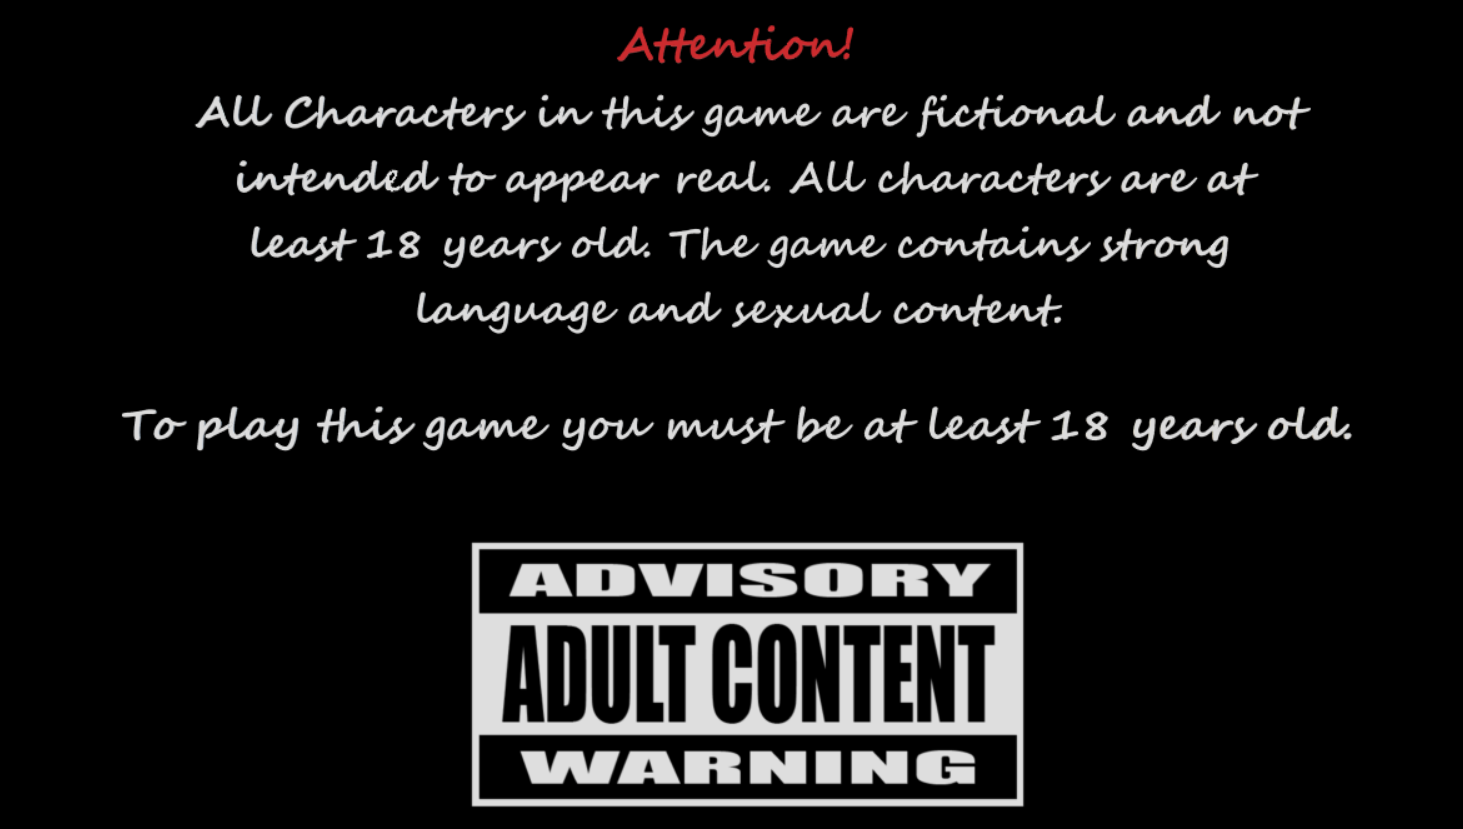 Attention!
All Characters in this game are fictional and not
intended to appear real. All characters are at
least 18 years old. The game contains strong
language and sexual content.
To play this game you must be at least 18 years old.
ADVISORY
ADULT CONTENT
WARNING